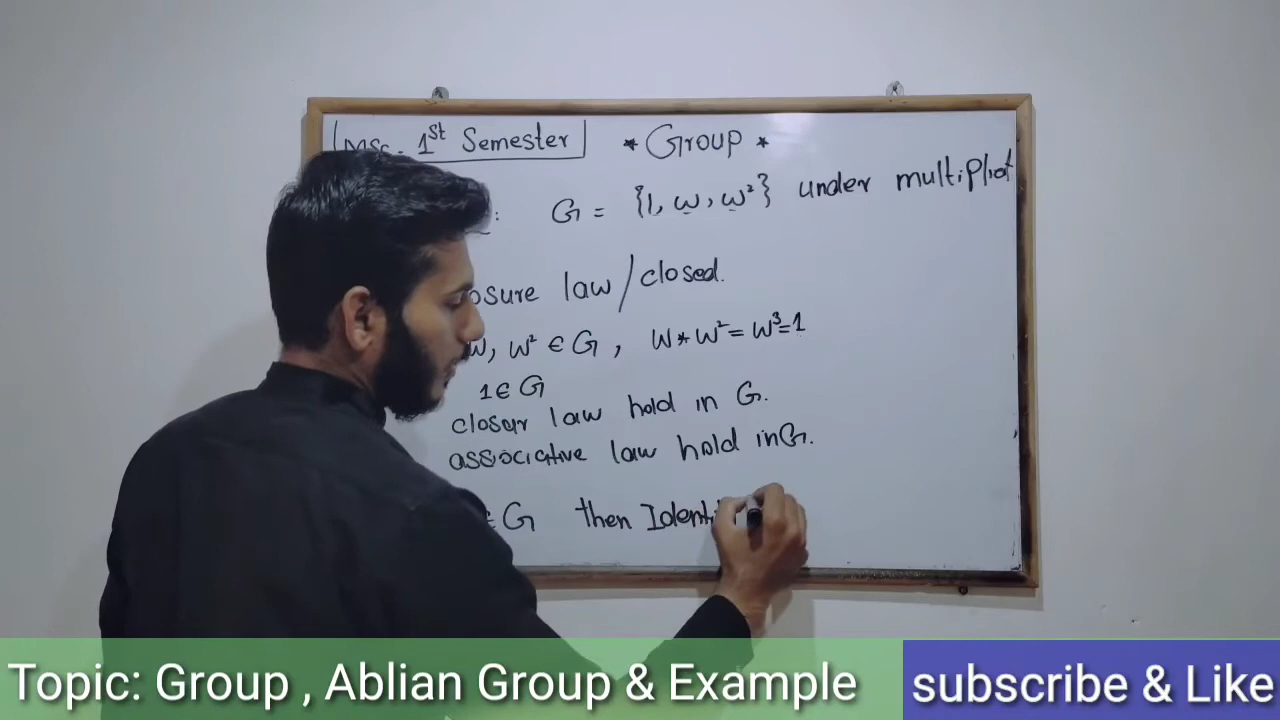 MSc. 1st Semester * Group *
: G = {1, ω, ω²} under multiplicat
osure law / closed.
ω, ω² ∈ G, ω * ω² = ω³ = 1
1 ∈ G
closur law hold in G.
associative law hold in G.
∈ G then Identi
Topic: Group , Ablian Group & Example
subscribe & Like